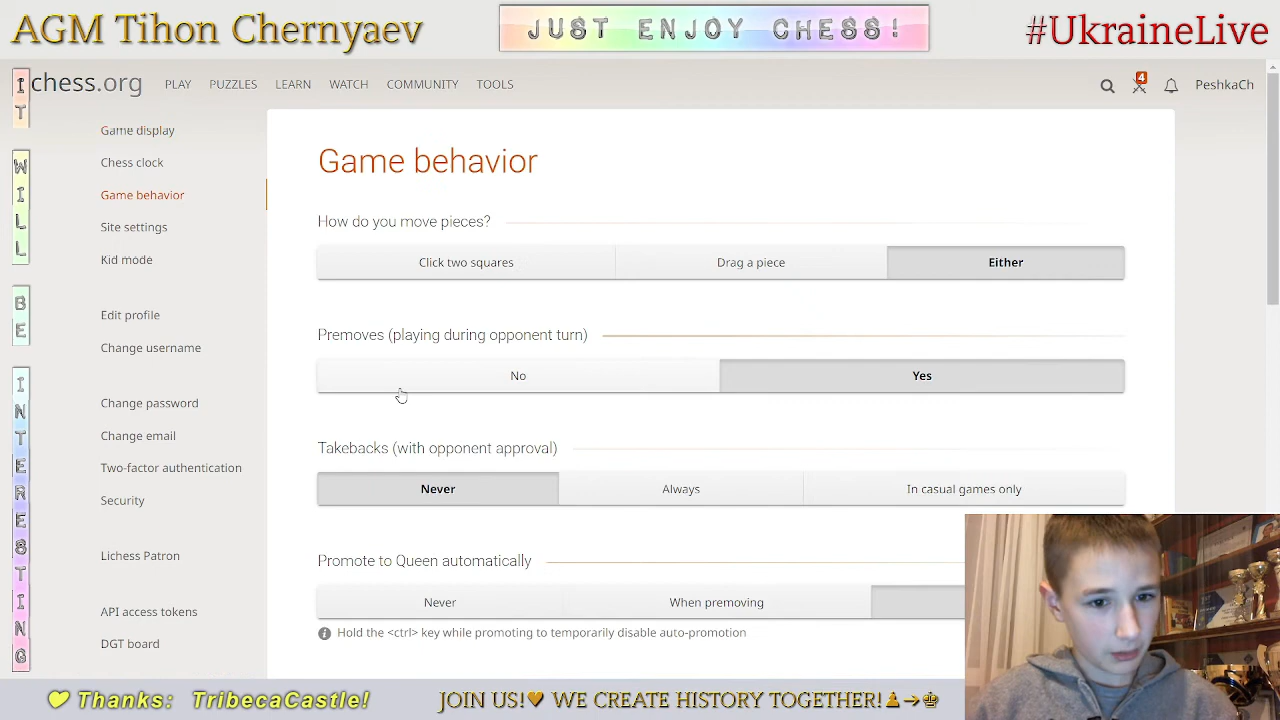 AGM Tihon Chernyaev
JUST ENJOY CHESS!
#UkraineLive
IT WILL BE INTERESTING
chess.org
PLAY PUZZLES LEARN WATCH COMMUNITY TOOLS
4
PeshkaCh
Game display
Chess clock
Game behavior
Site settings
Kid mode
Edit profile
Change username
Change password
Change email
Two-factor authentication
Security
Lichess Patron
API access tokens
DGT board
Game behavior
How do you move pieces?
Click two squares Drag a piece Either
Premoves (playing during opponent turn)
No Yes
Takebacks (with opponent approval)
Never Always In casual games only
Promote to Queen automatically
Never When premoving
Hold the <ctrl> key while promoting to temporarily disable auto-promotion
Thanks: TribecaCastle!
JOIN US! WE CREATE HISTORY TOGETHER!